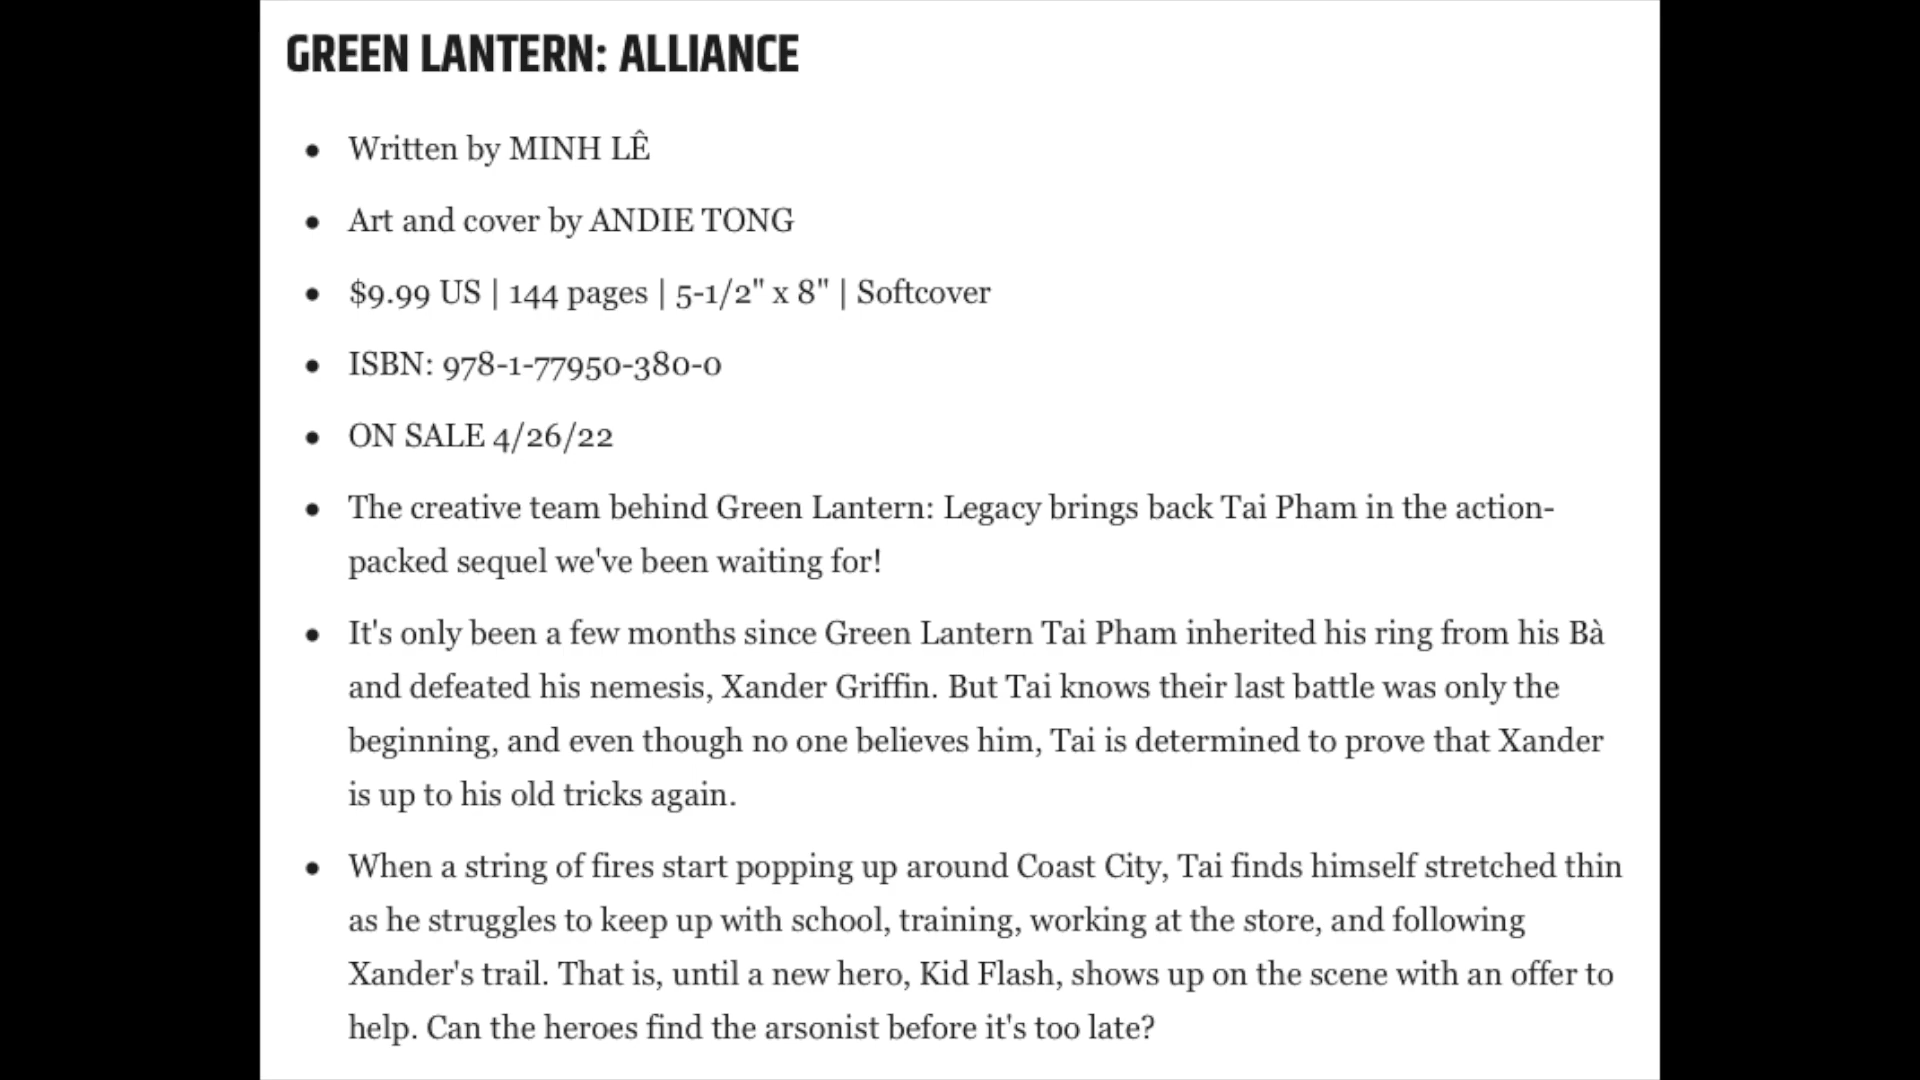 GREEN LANTERN: ALLIANCE
• Written by MINH LÊ
• Art and cover by ANDIE TONG
• $9.99 US | 144 pages | 5-1/2" x 8" | Softcover
• ISBN: 978-1-77950-380-0
• ON SALE 4/26/22
• The creative team behind Green Lantern: Legacy brings back Tai Pham in the action-
packed sequel we've been waiting for!
• It's only been a few months since Green Lantern Tai Pham inherited his ring from his Bà
and defeated his nemesis, Xander Griffin. But Tai knows their last battle was only the
beginning, and even though no one believes him, Tai is determined to prove that Xander
is up to his old tricks again.
• When a string of fires start popping up around Coast City, Tai finds himself stretched thin
as he struggles to keep up with school, training, working at the store, and following
Xander's trail. That is, until a new hero, Kid Flash, shows up on the scene with an offer to
help. Can the heroes find the arsonist before it's too late?